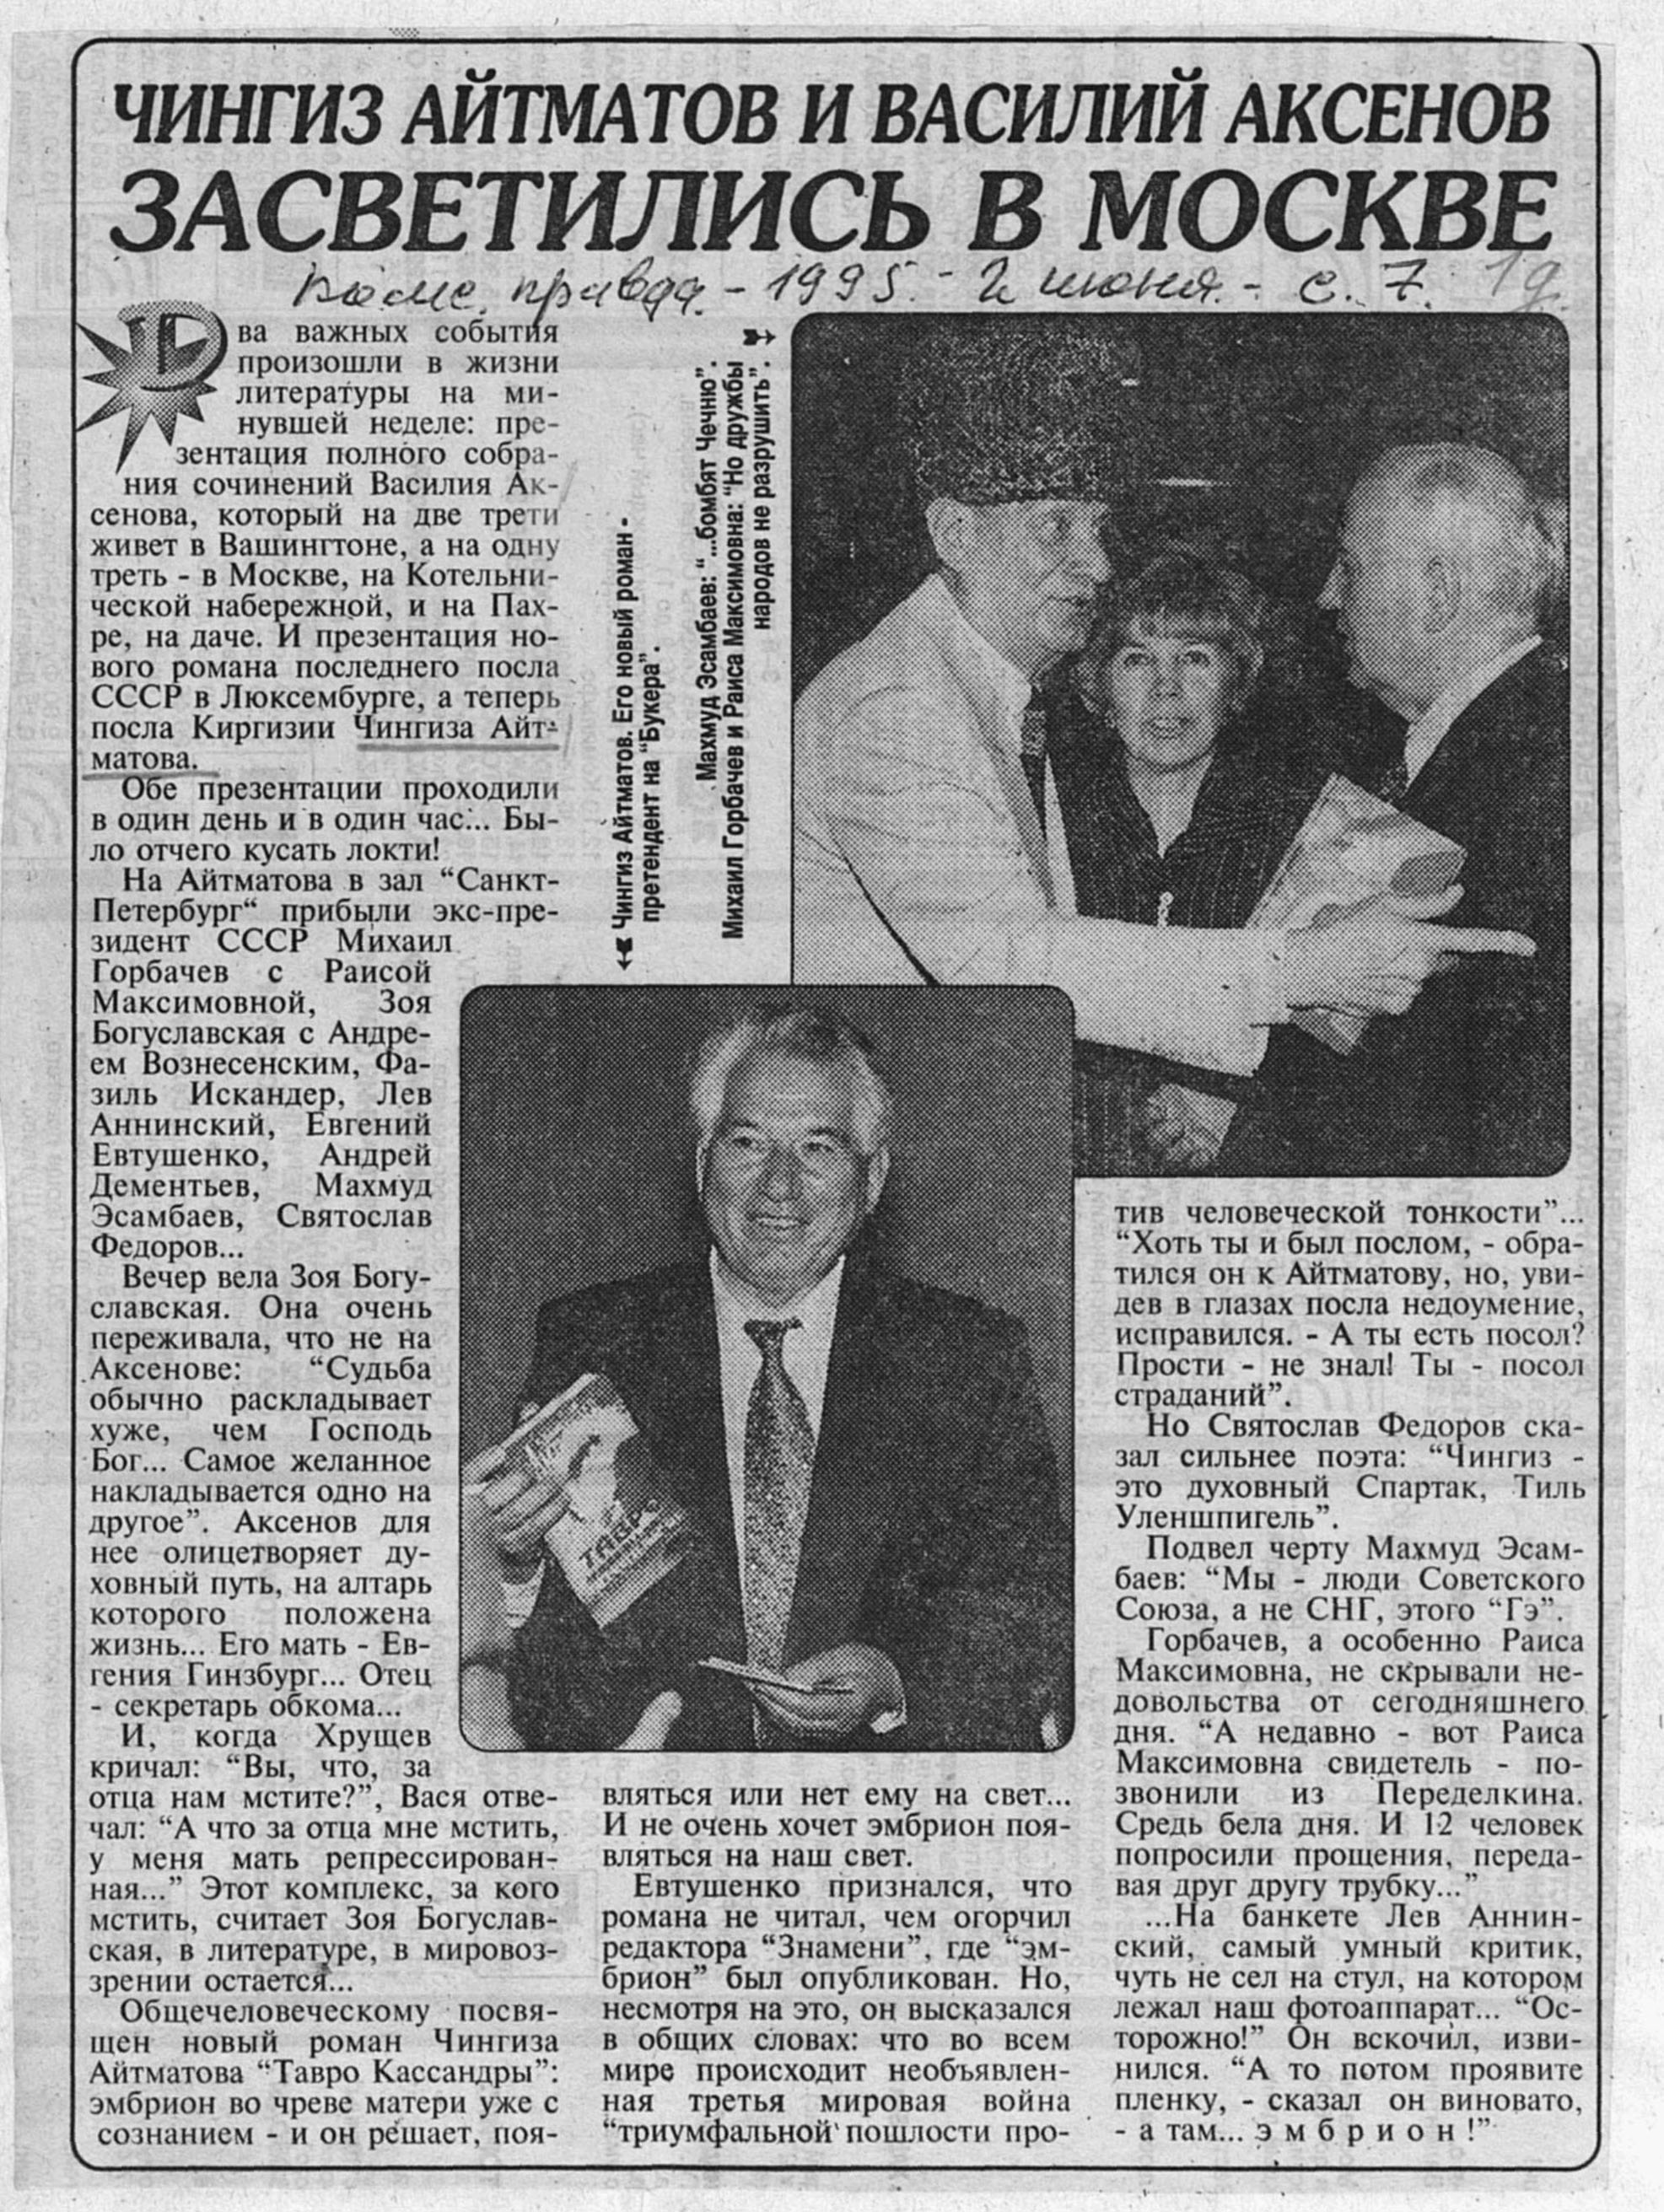 ЧИНГИЗ АЙТМАТОВ И ВАСИЛИЙ АКСЕНОВ
ЗАСВЕТИЛИСЬ В МОСКВЕ
Комс. правда. - 1995. - 2 июня. - с. 7.
Два важных события
произошли в жизни
литературы на ми-
нувшей неделе: пре-
зентация полного собра-
ния сочинений Василия Ак-
сенова, который на две трети
живет в Вашингтоне, а на одну
треть - в Москве, на Котельни-
ческой набережной, и на Пах-
ре, на даче. И презентация но-
вого романа последнего посла
СССР в Люксембурге, а теперь
посла Киргизии Чингиза Айт-
матова.
Обе презентации проходили
в один день и в один час... Бы-
ло отчего кусать локти!
На Айтматова в зал “Санкт-
Петербург“ прибыли экс-пре-
зидент СССР Михаил
Горбачев с Раисой
Максимовной, Зоя
Богуславская с Андре-
ем Вознесенским, Фа-
зиль Искандер, Лев
Аннинский, Евгений
Евтушенко, Андрей
Дементьев, Махмуд
Эсамбаев, Святослав
Федоров...
Вечер вела Зоя Богу-
славская. Она очень
переживала, что не на
Аксенове: “Судьба
обычно раскладывает
хуже, чем Господь
Бог... Самое желанное
накладывается одно на
другое”. Аксенов для
нее олицетворяет ду-
ховный путь, на алтарь
которого положена
жизнь... Его мать - Ев-
гения Гинзбург... Отец
- секретарь обкома...
И, когда Хрущев
кричал: “Вы, что, за
отца нам мстите?”, Вася отве-
чал: “А что за отца мне мстить,
у меня мать репрессирован-
ная...” Этот комплекс, за кого
мстить, считает Зоя Богуслав-
ская, в литературе, в мировоз-
зрении остается...
Общечеловеческому посвя-
щен новый роман Чингиза
Айтматова “Тавро Кассандры”:
эмбрион во чреве матери уже с
сознанием - и он решает, поя-
Чингиз Айтматов. Его новый роман -
претендент на “Букера”.
Махмуд Эсамбаев: “...бомбят Чечню”.
Михаил Горбачев и Раиса Максимовна: “Но дружбы
народов не разрушить”.
ТАВРО
вляться или нет ему на свет...
И не очень хочет эмбрион поя-
вляться на наш свет.
Евтушенко признался, что
романа не читал, чем огорчил
редактора “Знамени”, где “эм-
брион” был опубликован. Но,
несмотря на это, он высказался
в общих словах: что во всем
мире происходит необъявлен-
ная третья мировая война
“триумфальной пошлости про-
тив человеческой тонкости”...
“Хоть ты и был послом, - обра-
тился он к Айтматову, но, уви-
дев в глазах посла недоумение,
исправился. - А ты есть посол?
Прости - не знал! Ты - посол
страданий”.
Но Святослав Федоров ска-
зал сильнее поэта: “Чингиз -
это духовный Спартак, Тиль
Уленшпигель”.
Подвел черту Махмуд Эсам-
баев: “Мы - люди Советского
Союза, а не СНГ, этого “Гэ”.
Горбачев, а особенно Раиса
Максимовна, не скрывали не-
довольства от сегодняшнего
дня. “А недавно - вот Раиса
Максимовна свидетель - по-
звонили из Переделкина.
Средь бела дня. И 12 человек
попросили прощения, переда-
вая друг другу трубку...”
...На банкете Лев Аннин-
ский, самый умный критик,
чуть не сел на стул, на котором
лежал наш фотоаппарат... “Ос-
торожно!” Он вскочил, изви-
нился. “А то потом проявите
пленку, - сказал он виновато,
- а там... э м б р и о н !”